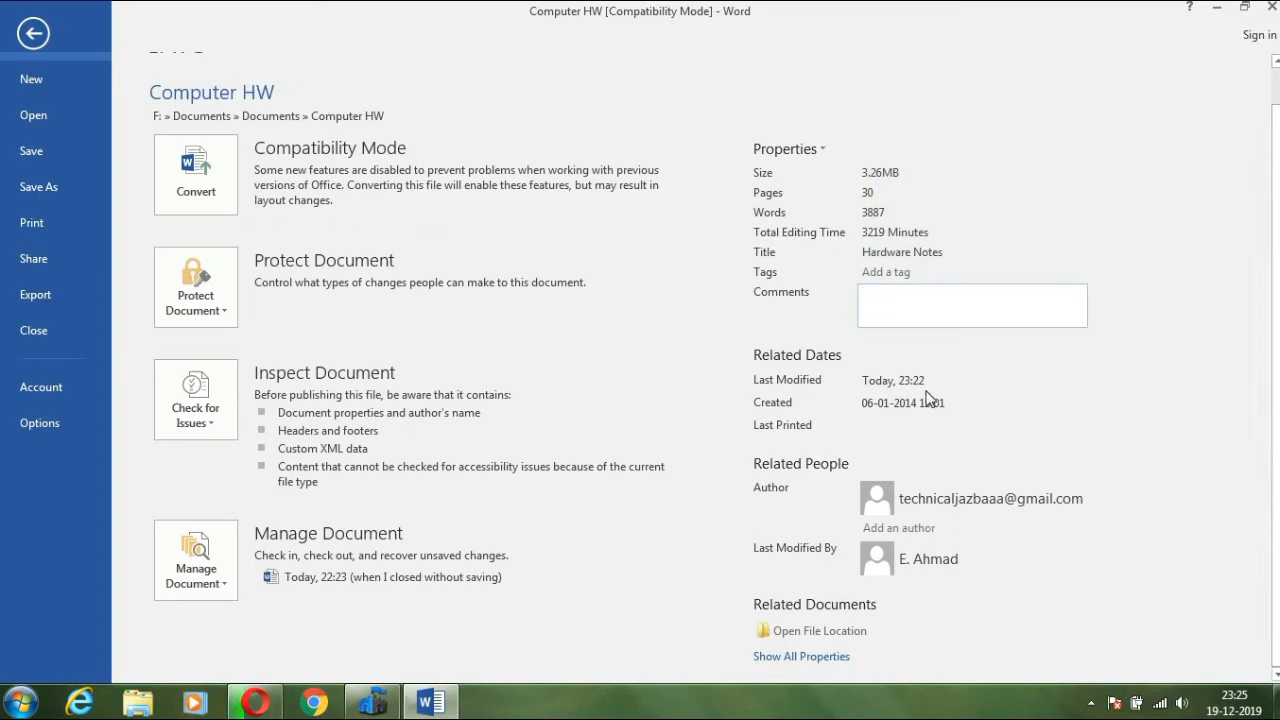 Computer HW [Compatibility Mode] - Word
?
Sign in
New
Open
Save
Save As
Print
Share
Export
Close
Account
Options
Computer HW
F: » Documents » Documents » Computer HW
Convert
Compatibility Mode
Some new features are disabled to prevent problems when working with previous
versions of Office. Converting this file will enable these features, but may result in
layout changes.
Protect
Document
Protect Document
Control what types of changes people can make to this document.
Check for
Issues
Inspect Document
Before publishing this file, be aware that it contains:
Document properties and author's name
Headers and footers
Custom XML data
Content that cannot be checked for accessibility issues because of the current
file type
Manage
Document
Manage Document
Check in, check out, and recover unsaved changes.
Today, 22:23 (when I closed without saving)
Properties
Size 3.26MB
Pages 30
Words 3887
Total Editing Time 3219 Minutes
Title Hardware Notes
Tags Add a tag
Comments
Related Dates
Last Modified Today, 23:22
Created 06-01-2014
Last Printed
Related People
Author technicaljazbaaa@gmail.com
Add an author
Last Modified By E. Ahmad
Related Documents
Open File Location
Show All Properties
23:25
19-12-2019